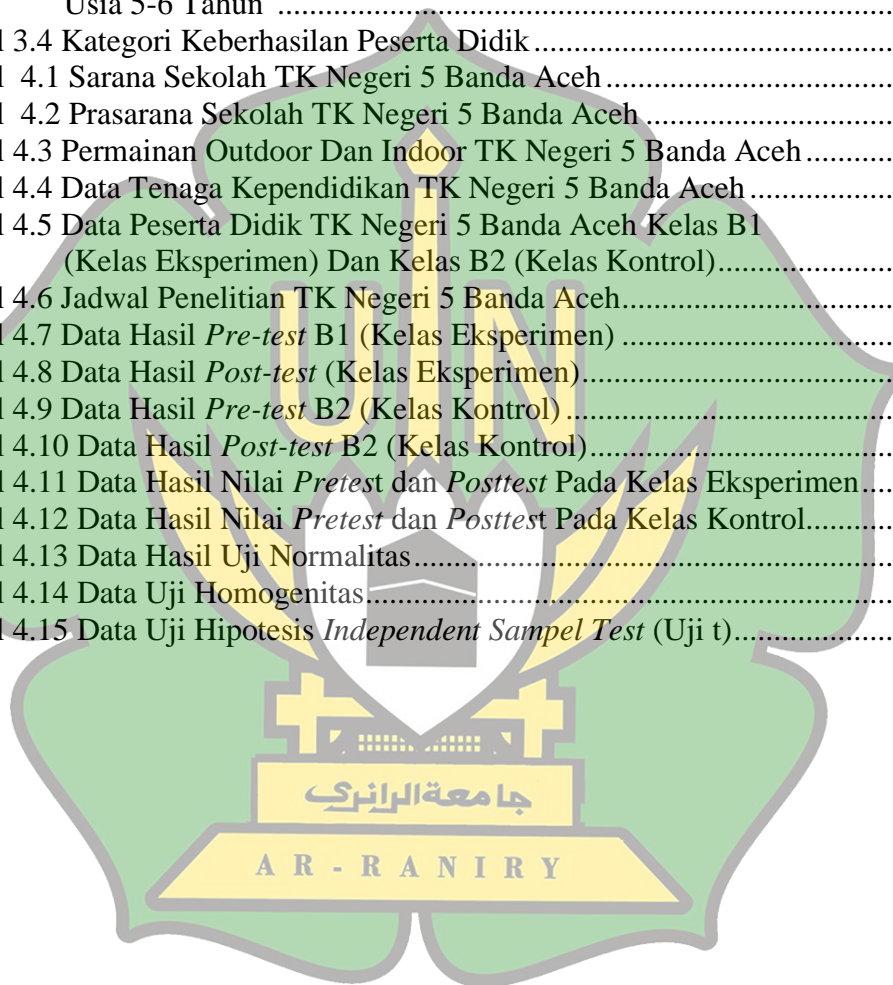 Usia 5-6 Tahun ................................................................
l 3.4 Kategori Keberhasilan Peserta Didik ................................................
l 4.1 Sarana Sekolah TK Negeri 5 Banda Aceh ......................................
l 4.2 Prasarana Sekolah TK Negeri 5 Banda Aceh ..................................
l 4.3 Permainan Outdoor Dan Indoor TK Negeri 5 Banda Aceh ............
l 4.4 Data Tenaga Kependidikan TK Negeri 5 Banda Aceh ....................
l 4.5 Data Peserta Didik TK Negeri 5 Banda Aceh Kelas B1
(Kelas Eksperimen) Dan Kelas B2 (Kelas Kontrol)........................
l 4.6 Jadwal Penelitian TK Negeri 5 Banda Aceh.....................................
l 4.7 Data Hasil Pre-test B1 (Kelas Eksperimen) .....................................
l 4.8 Data Hasil Post-test (Kelas Eksperimen)..........................................
l 4.9 Data Hasil Pre-test B2 (Kelas Kontrol) ............................................
l 4.10 Data Hasil Post-test B2 (Kelas Kontrol)..........................................
l 4.11 Data Hasil Nilai Pretest dan Posttest Pada Kelas Eksperimen....
l 4.12 Data Hasil Nilai Pretest dan Posttest Pada Kelas Kontrol............
l 4.13 Data Hasil Uji Normalitas................................................................
l 4.14 Data Uji Homogenitas......................................................................
l 4.15 Data Uji Hipotesis Independent Sampel Test (Uji t)......................
UIN
جامعةالرانري
AR-RANIRY